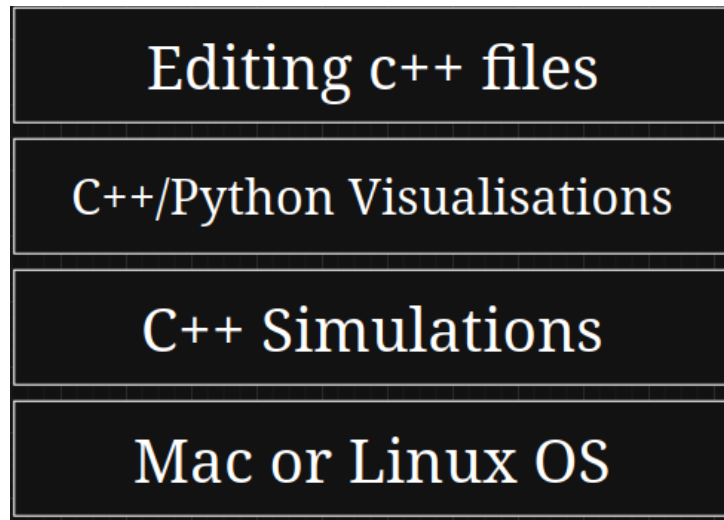 Editing c++ files
C++/Python Visualisations
C++ Simulations
Mac or Linux OS